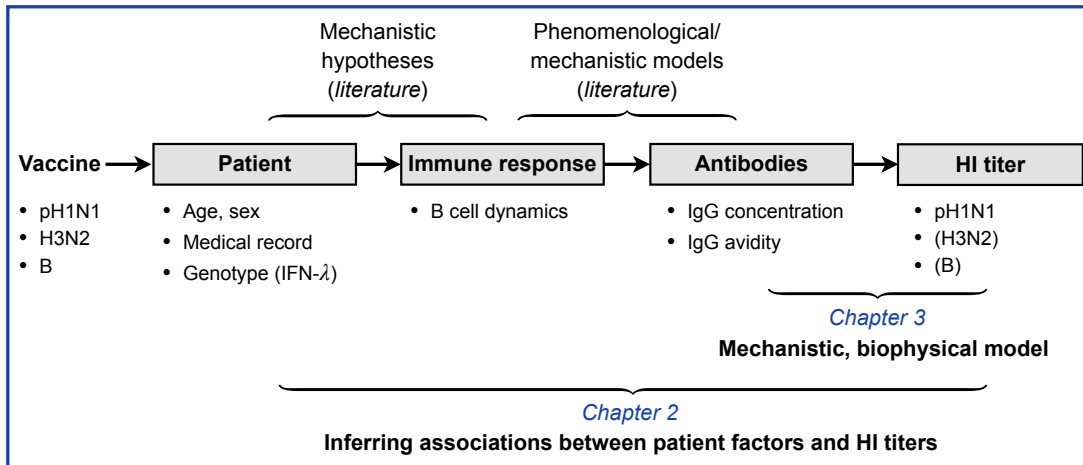 Mechanistic
hypotheses
(literature)
Phenomenological/
mechanistic models
(literature)
Vaccine
Patient
Immune response
Antibodies
HI titer
• pH1N1
• H3N2
• B
• Age, sex
• Medical record
• Genotype (IFN-λ)
• B cell dynamics
• IgG concentration
• IgG avidity
• pH1N1
• (H3N2)
• (B)
Chapter 3
Mechanistic, biophysical model
Chapter 2
Inferring associations between patient factors and HI titers